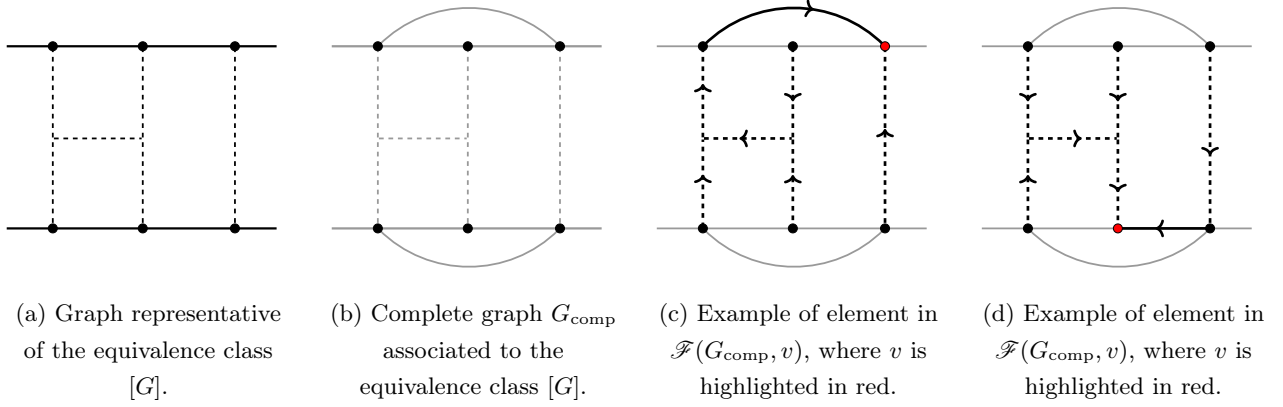 (a) Graph representative
of the equivalence class
[G].
(b) Complete graph G_comp
associated to the
equivalence class [G].
(c) Example of element in
ℱ(G_comp, v), where v is
highlighted in red.
(d) Example of element in
ℱ(G_comp, v), where v is
highlighted in red.